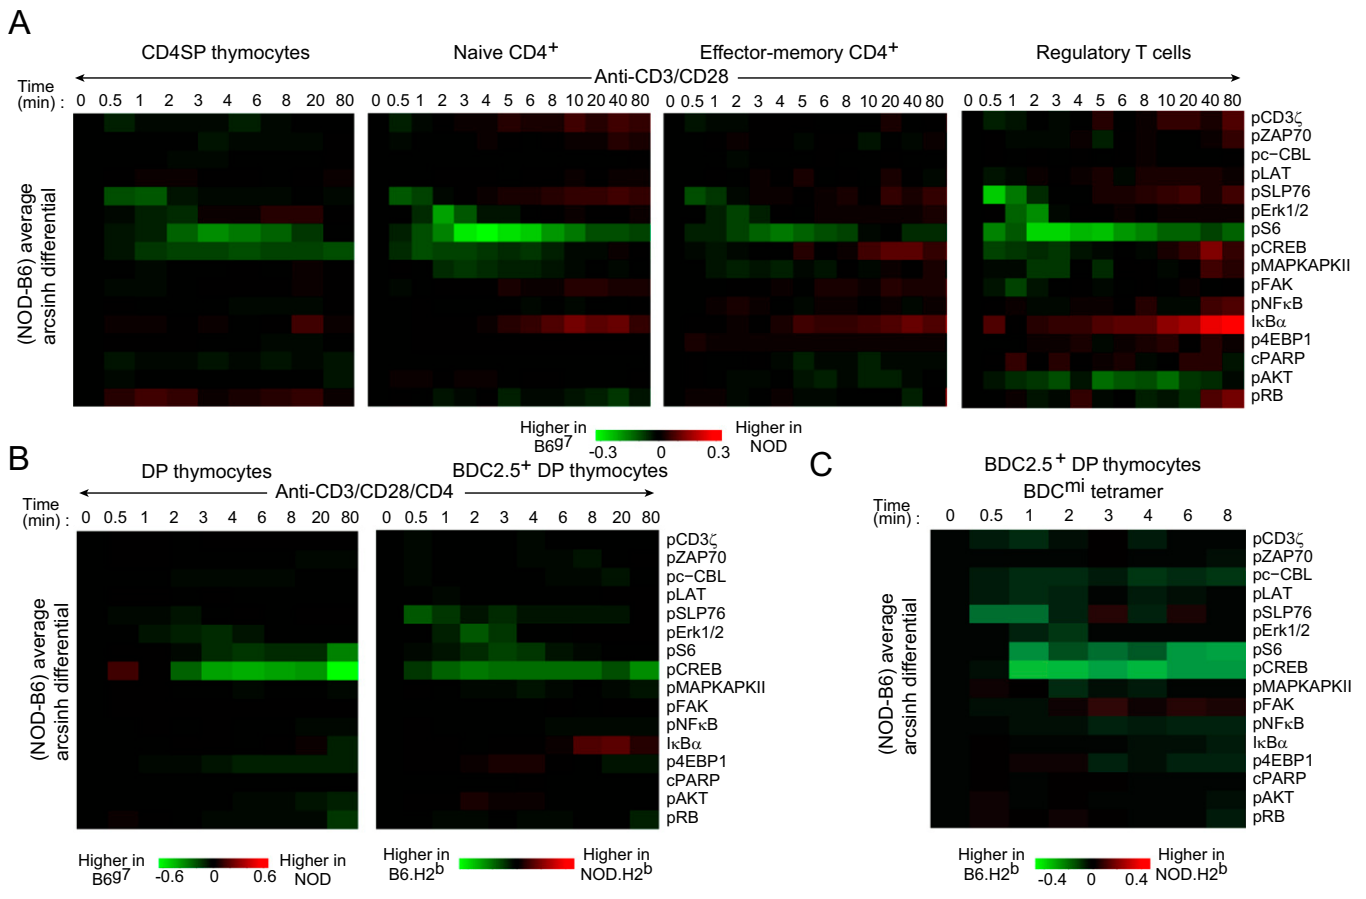 A
CD4SP thymocytes
Naive CD4+
Effector-memory CD4+
Regulatory T cells
Anti-CD3/CD28
Time
(min) :
0 0.5 1 2 3 4 6 8 20 80
0 0.5 1 2 3 4 5 6 8 10 20 40 80
0 0.5 1 2 3 4 5 6 8 10 20 40 80
0 0.5 1 2 3 4 5 6 8 10 20 40 80
(NOD-B6) average
arcsinh differential
pCD3ζ
pZAP70
pc−CBL
pLAT
pSLP76
pErk1/2
pS6
pCREB
pMAPKAPKII
pFAK
pNFκB
IκBα
p4EBP1
cPARP
pAKT
pRB
Higher in
B6g7
-0.3 0 0.3
Higher in
NOD
B
DP thymocytes
BDC2.5+ DP thymocytes
Anti-CD3/CD28/CD4
Time
(min) :
0 0.5 1 2 3 4 6 8 20 80
0 0.5 1 2 3 4 6 8 20 80
(NOD-B6) average
arcsinh differential
pCD3ζ
pZAP70
pc−CBL
pLAT
pSLP76
pErk1/2
pS6
pCREB
pMAPKAPKII
pFAK
pNFκB
IκBα
p4EBP1
cPARP
pAKT
pRB
Higher in
B6g7
-0.6 0 0.6
Higher in
NOD
Higher in
B6.H2b
Higher in
NOD.H2b
C
BDC2.5+ DP thymocytes
BDCmi tetramer
Time
(min) :
0 0.5 1 2 3 4 6 8
(NOD-B6) average
arcsinh differential
pCD3ζ
pZAP70
pc−CBL
pLAT
pSLP76
pErk1/2
pS6
pCREB
pMAPKAPKII
pFAK
pNFκB
IκBα
p4EBP1
cPARP
pAKT
pRB
Higher in
B6.H2b
-0.4 0 0.4
Higher in
NOD.H2b